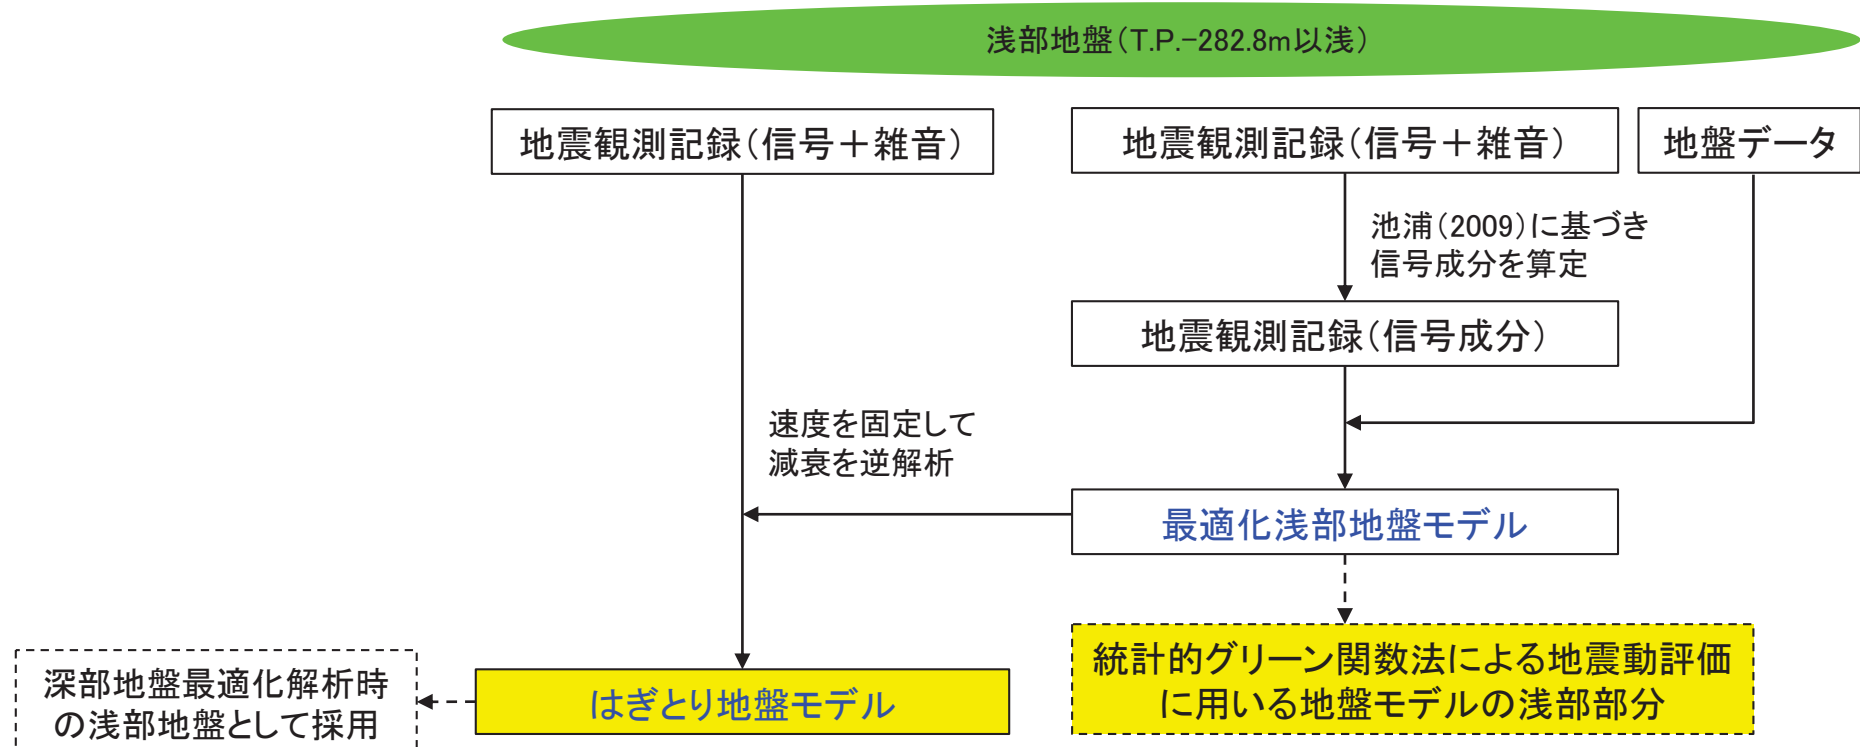 浅部地盤(T.P.-282.8m以浅)
地震観測記録(信号＋雑音)
地震観測記録(信号＋雑音)
地盤データ
池浦(2009)に基づき
信号成分を算定
地震観測記録(信号成分)
速度を固定して
減衰を逆解析
最適化浅部地盤モデル
統計的グリーン関数法による地震動評価
に用いる地盤モデルの浅部部分
はぎとり地盤モデル
深部地盤最適化解析時
の浅部地盤として採用